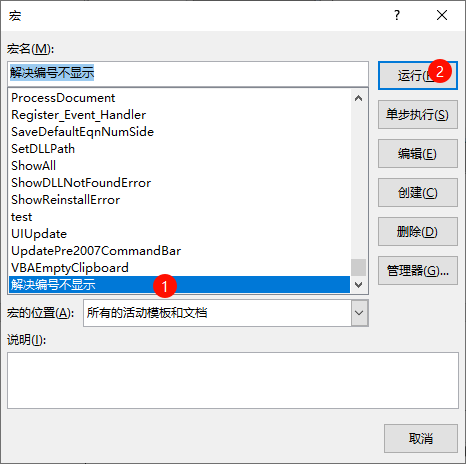 宏
?
宏名(M):
解决编号不显示
运行(
2
ProcessDocument
Register_Event_Handler
SaveDefaultEqnNumSide
SetDLLPath
ShowAll
ShowDLLNotFoundError
ShowReinstallError
test
UIUpdate
UpdatePre2007CommandBar
VBAEmptyClipboard
解决编号不显示
1
单步执行(S)
编辑(E)
创建(C)
删除(D)
管理器(G)...
宏的位置(A):
所有的活动模板和文档
说明(I):
取消